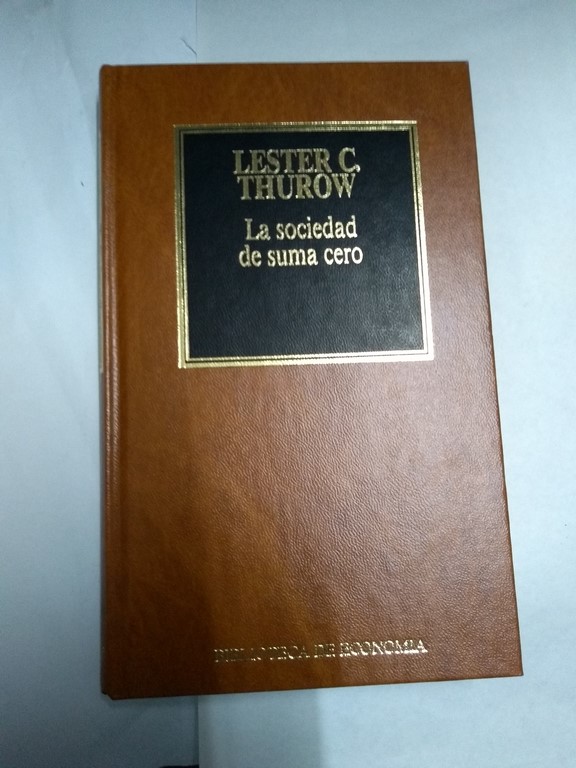 LESTER C.
THUROW
La sociedad
de suma cero
BIBLIOTECA DE ECONOMIA